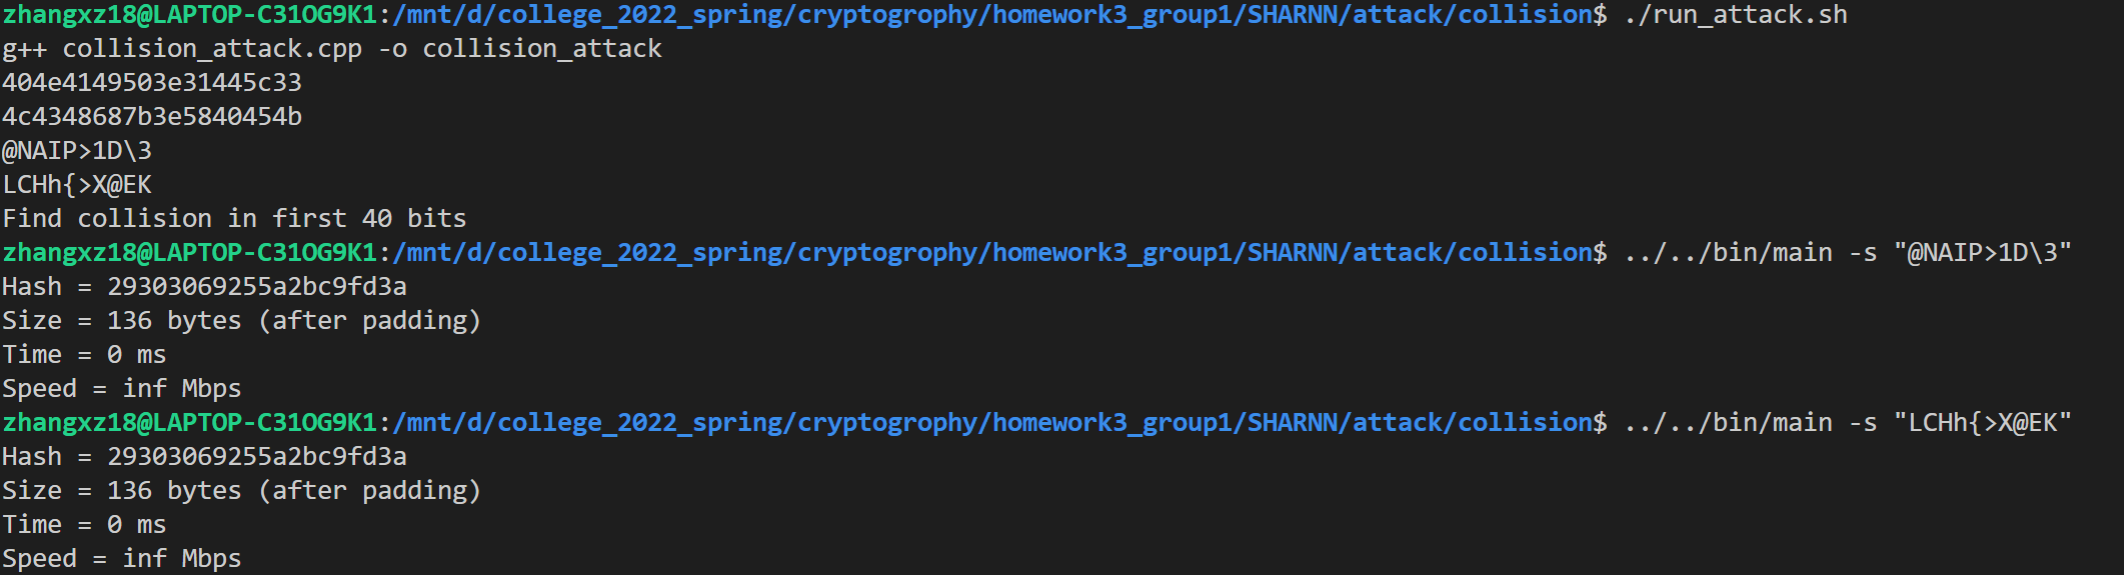 zhangxz18@LAPTOP-C31OG9K1:/mnt/d/college_2022_spring/cryptogrophy/homework3_group1/SHARNN/attack/collision$ ./run_attack.sh
g++ collision_attack.cpp -o collision_attack
404e4149503e31445c33
4c4348687b3e5840454b
@NAIP>1D\3
LCHh{>X@EK
Find collision in first 40 bits
zhangxz18@LAPTOP-C31OG9K1:/mnt/d/college_2022_spring/cryptogrophy/homework3_group1/SHARNN/attack/collision$ ../../bin/main -s "@NAIP>1D\3"
Hash = 29303069255a2bc9fd3a
Size = 136 bytes (after padding)
Time = 0 ms
Speed = inf Mbps
zhangxz18@LAPTOP-C31OG9K1:/mnt/d/college_2022_spring/cryptogrophy/homework3_group1/SHARNN/attack/collision$ ../../bin/main -s "LCHh{>X@EK"
Hash = 29303069255a2bc9fd3a
Size = 136 bytes (after padding)
Time = 0 ms
Speed = inf Mbps